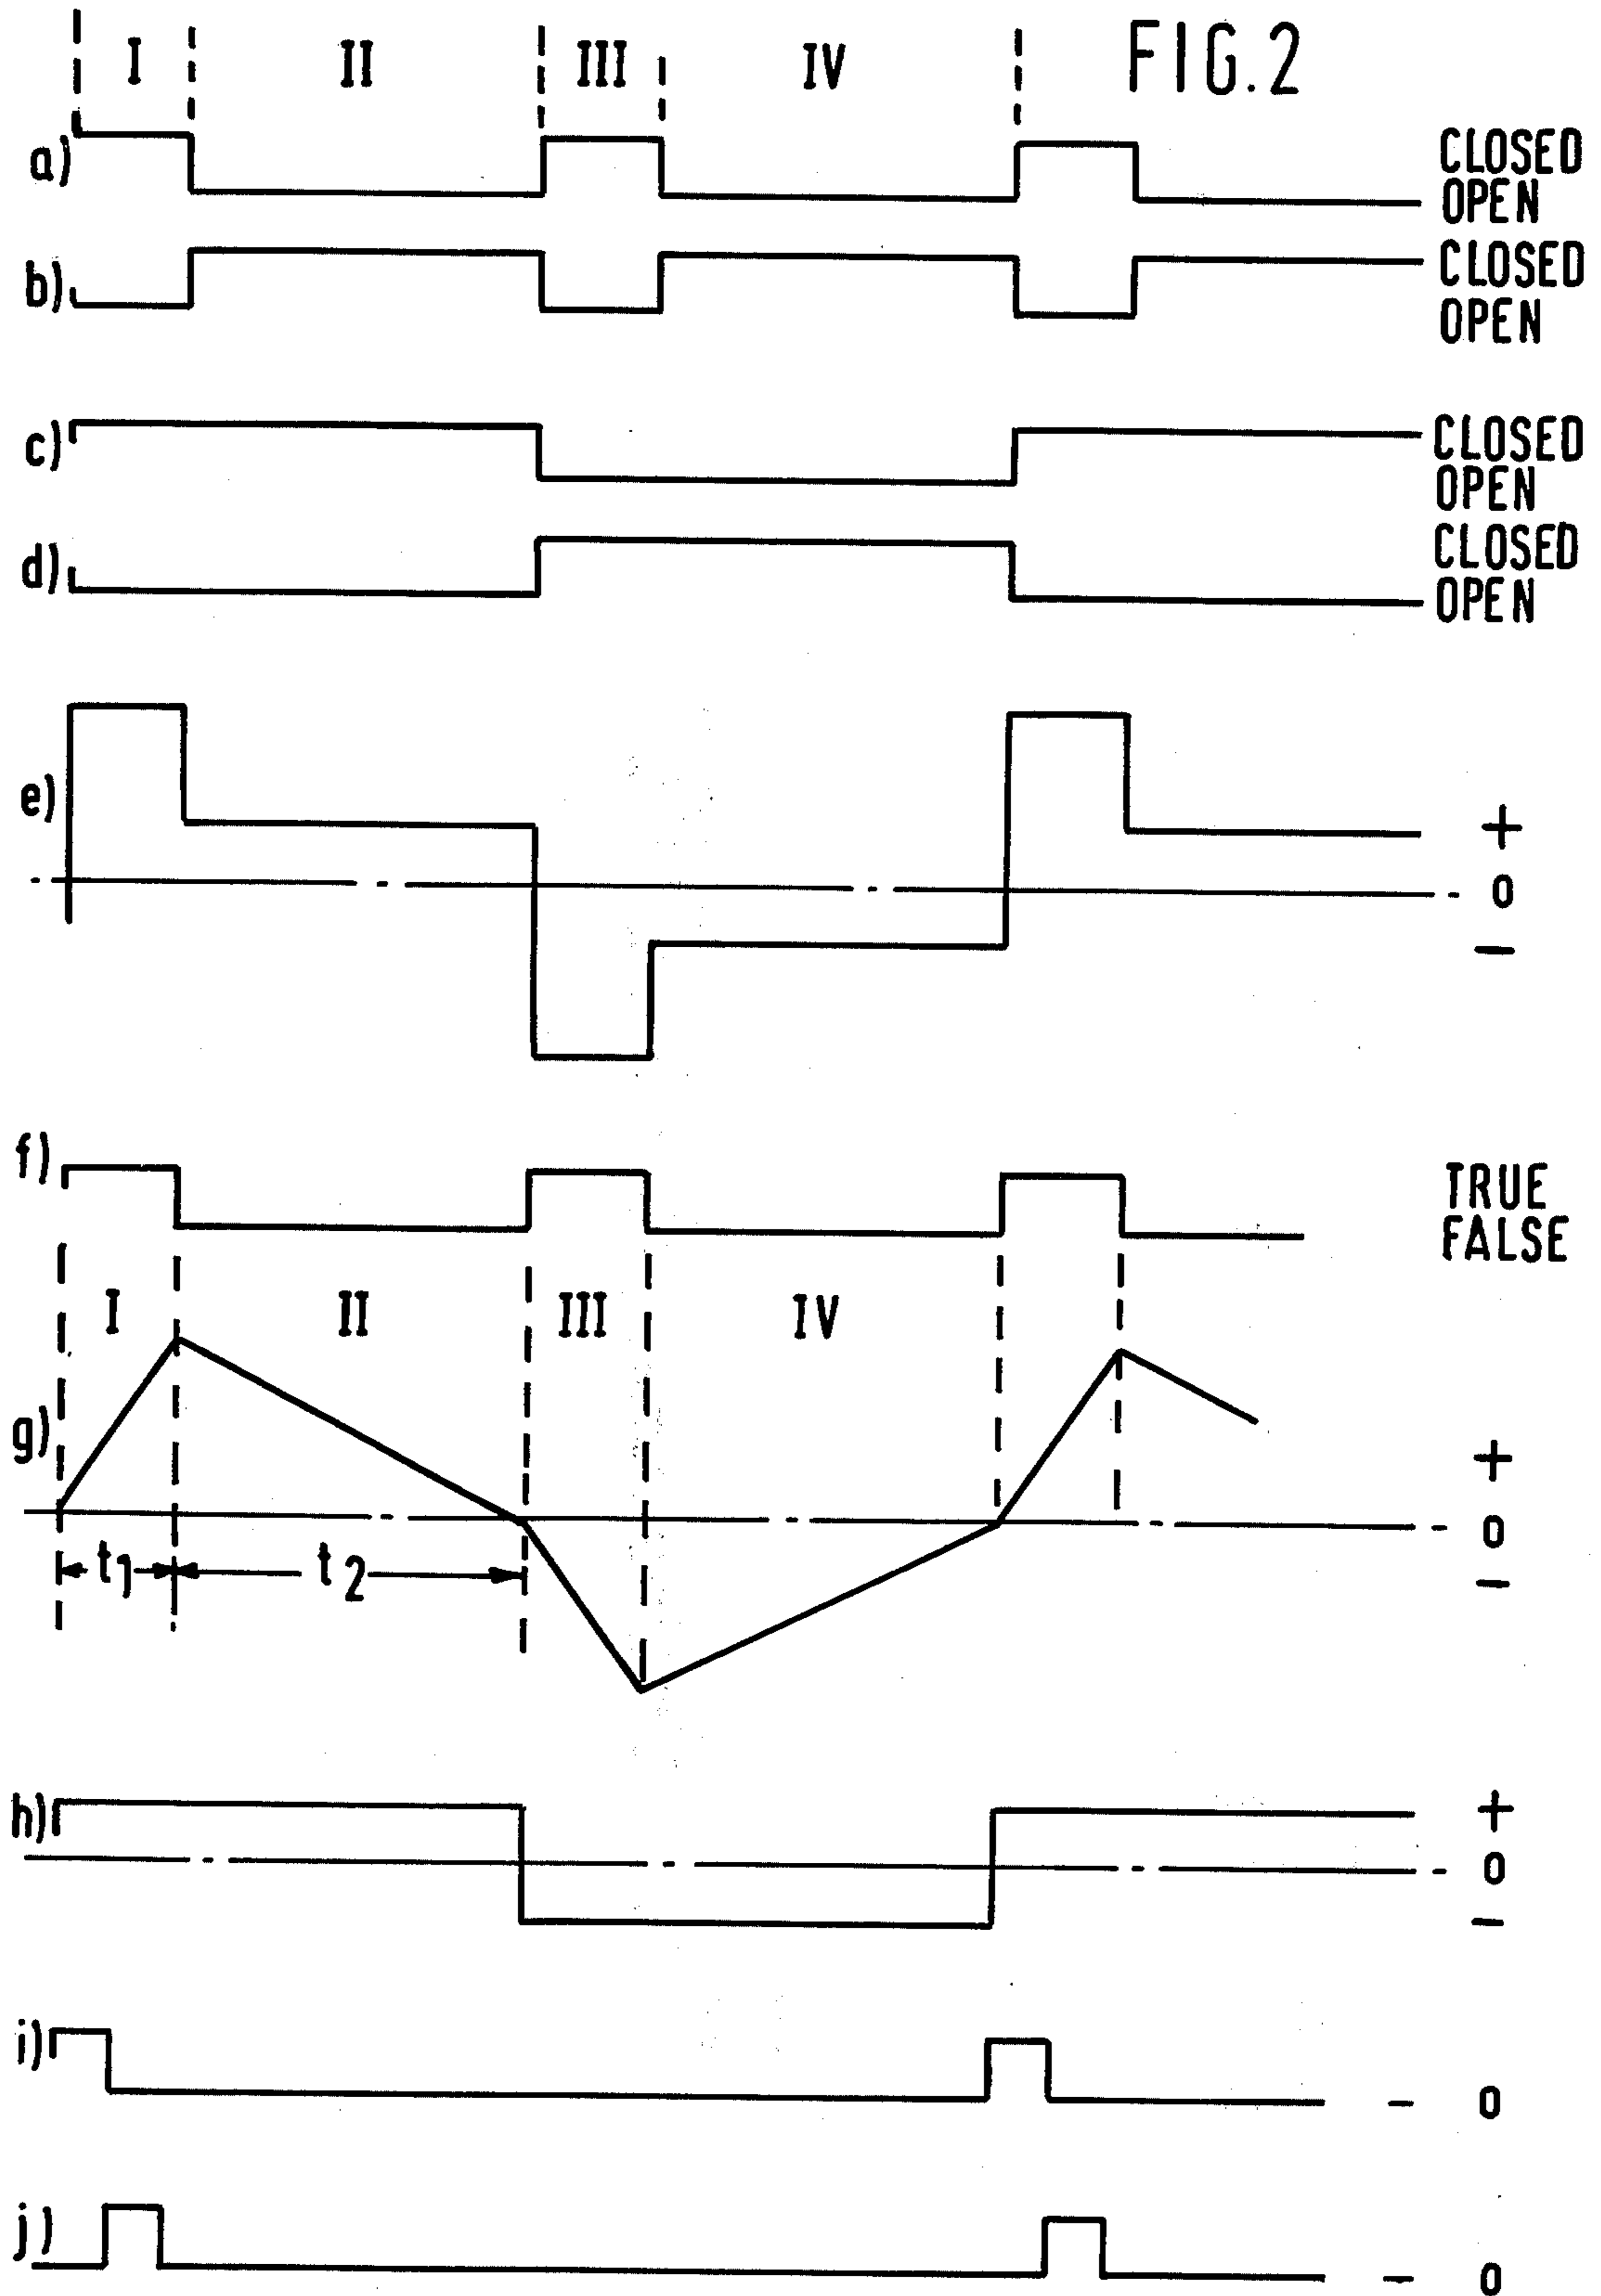 I II III IV FIG. 2
a) CLOSED
OPEN
b) CLOSED
OPEN
c) CLOSED
OPEN
d) CLOSED
OPEN
e) +
0
−
f) TRUE
FALSE
I II III IV
g) +
0
−
t1 t2
h) +
0
−
i) 0
j) 0